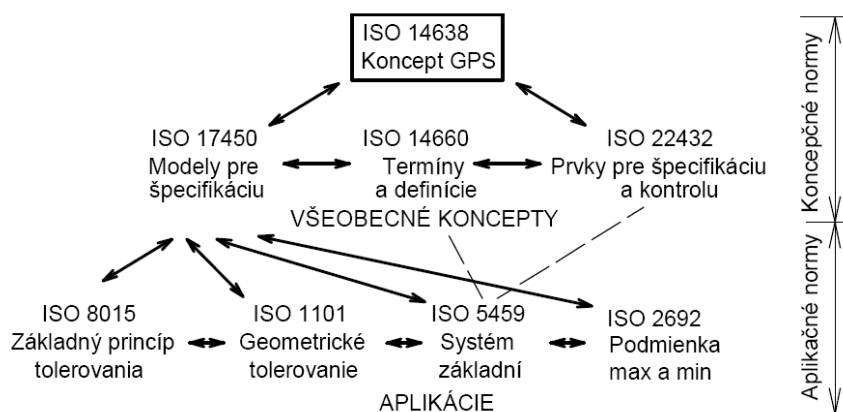 ISO 14638
Koncept GPS
ISO 17450
Modely pre
špecifikáciu
ISO 14660
Termíny
a definície
ISO 22432
Prvky pre špecifikáciu
a kontrolu
VŠEOBECNÉ KONCEPTY
Koncepčné normy
ISO 8015
Základný princíp
tolerovania
ISO 1101
Geometrické
tolerovanie
ISO 5459
Systém
základní
ISO 2692
Podmienka
max a min
APLIKÁCIE
Aplikačné normy